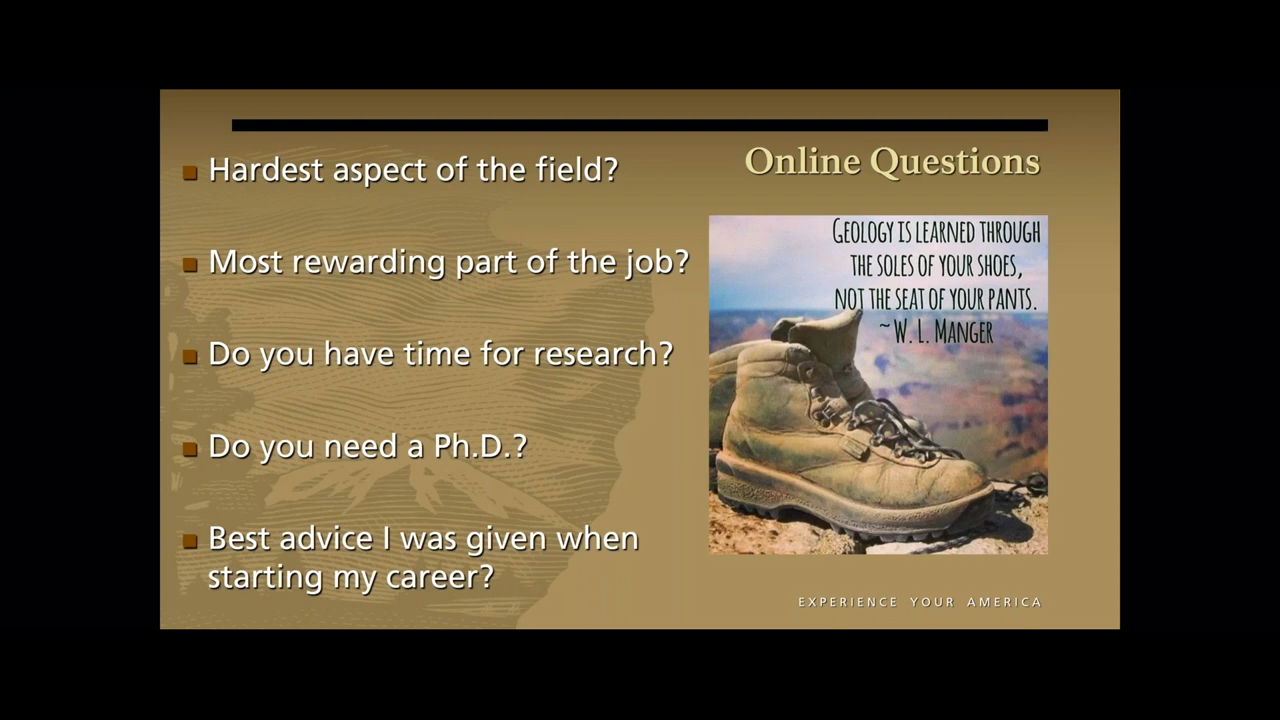 Online Questions
Hardest aspect of the field?
Most rewarding part of the job?
Do you have time for research?
Do you need a Ph.D.?
Best advice I was given when
starting my career?
GEOLOGY IS LEARNED THROUGH
THE SOLES OF YOUR SHOES,
NOT THE SEAT OF YOUR PANTS.
~ W. L. MANGER
EXPERIENCE YOUR AMERICA